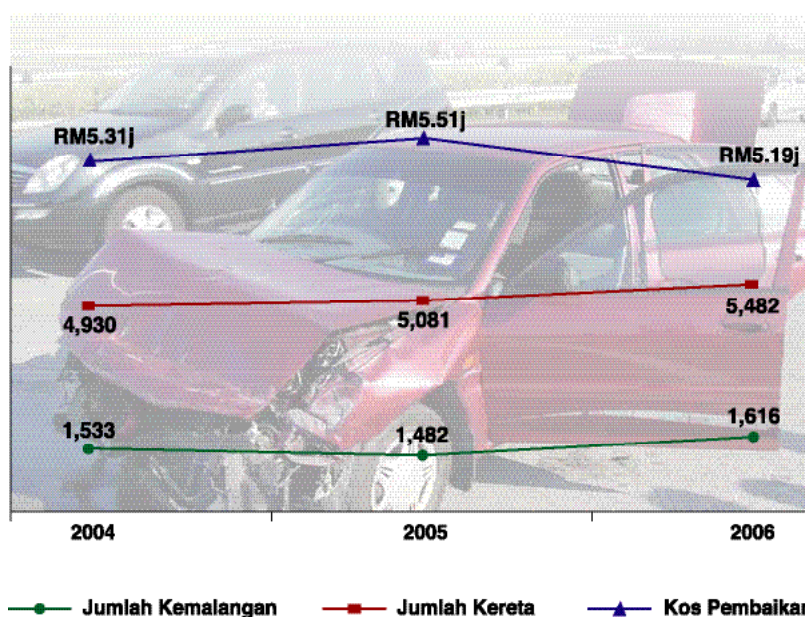 RM5.31j
RM5.51j
RM5.19j
4,930
5,081
5,482
1,533
1,482
1,616
2004 2005 2006
Jumlah Kemalangan Jumlah Kereta Kos Pembaikan